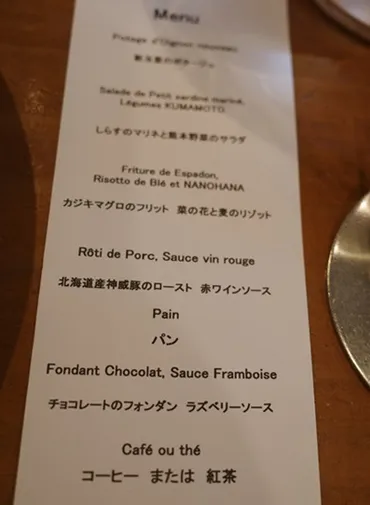 Menu
Potage d'Oignon nouveau
新玉葱のポタージュ
Salade de Petit sardine mariné,
Légumes KUMAMOTO
しらすのマリネと熊本野菜のサラダ
Friture de Espadon,
Risotto de Blé et NANOHANA
カジキマグロのフリット 菜の花と麦のリゾット
Rôti de Porc, Sauce vin rouge
北海道産神威豚のロースト 赤ワインソース
Pain
パン
Fondant Chocolat, Sauce Framboise
チョコレートのフォンダン ラズベリーソース
Café ou thé
コーヒー または 紅茶